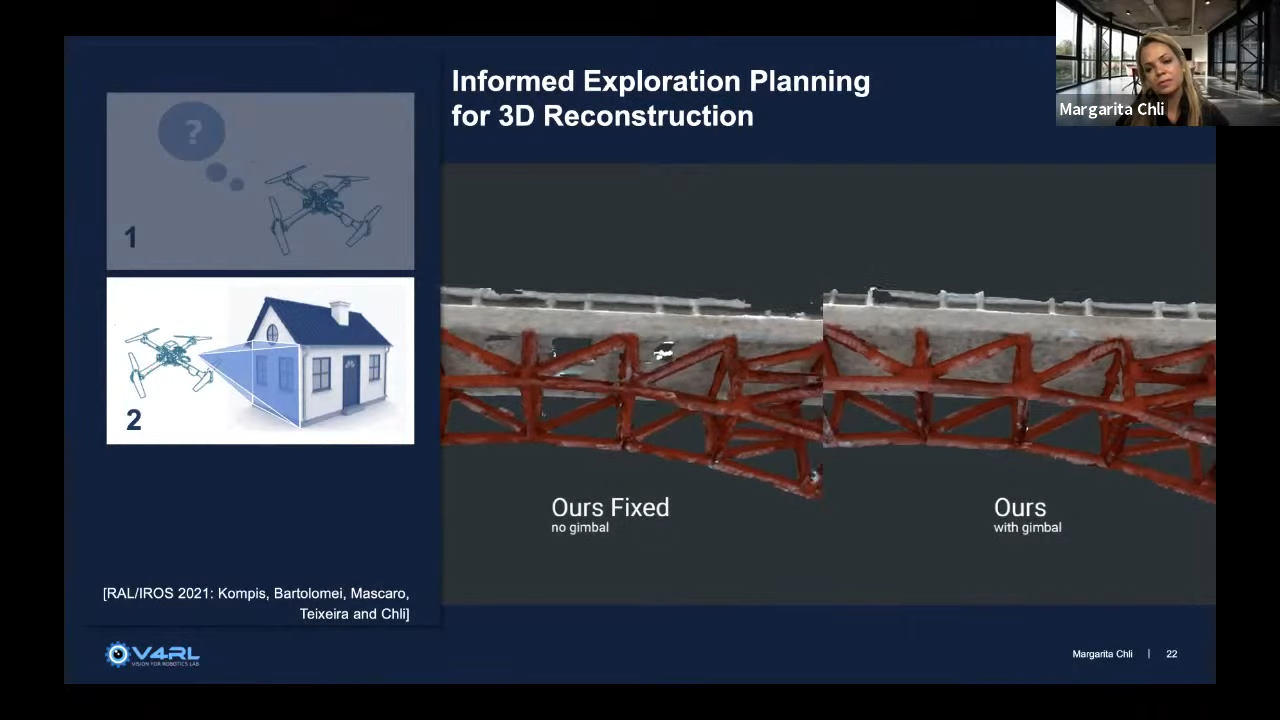 Informed Exploration Planning
for 3D Reconstruction
Margarita Chli
?
1
2
Ours Fixed
no gimbal
Ours
with gimbal
[RAL/IROS 2021: Kompis, Bartolomei, Mascaro,
Teixeira and Chli]
V4RL
VISION FOR ROBOTICS LAB
Margarita Chli | 22